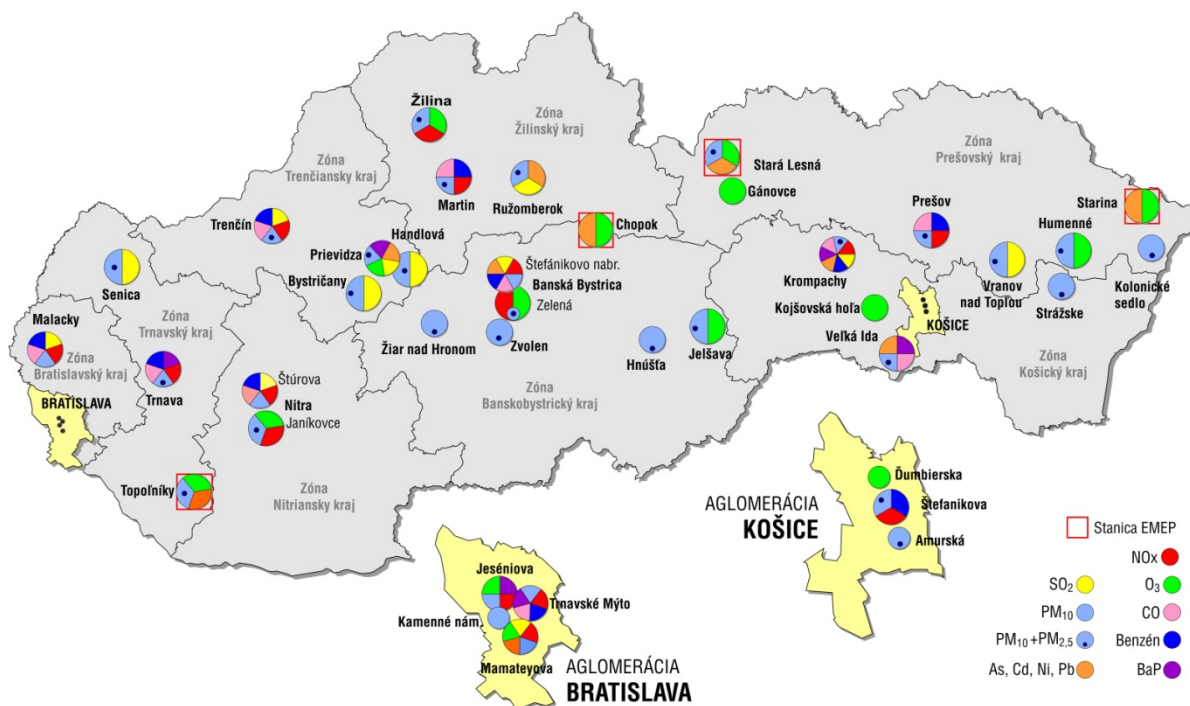 Žilina
Zóna
Žilinský kraj
Zóna
Trenčiansky kraj
Stará Lesná
Gánovce
Zóna
Prešovský kraj
Martin
Ružomberok
Starina
Prešov
Humenné
Trenčín
Handlová
Prievidza
Chopok
Bystričany
Štefánikovo nabr.
Banská Bystrica
Zelená
Senica
Krompachy
Vranov
nad Topľou
Kolonické
sedlo
Strážske
Kojšovská hoľa
KOŠICE
Malacky
Zóna
Bratislavský kraj
Zóna
Trnavský kraj
Žiar nad Hronom
Zvolen
Hnúšťa
Jelšava
Veľká Ida
Zóna
Košický kraj
Trnava
Štúrova
Nitra
Janíkovce
Zóna
Banskobystrický kraj
BRATISLAVA
Topoľníky
Zóna
Nitriansky kraj
AGLOMERÁCIA
KOŠICE
Ďumbierska
Štefanikova
Amurská
Jeséniova
Trnavské Mýto
Kamenné nám.
Mamateyova
AGLOMERÁCIA
BRATISLAVA
Stanica EMEP
NOx
SO2
O3
PM10
CO
PM10+PM2,5
Benzén
As, Cd, Ni, Pb
BaP